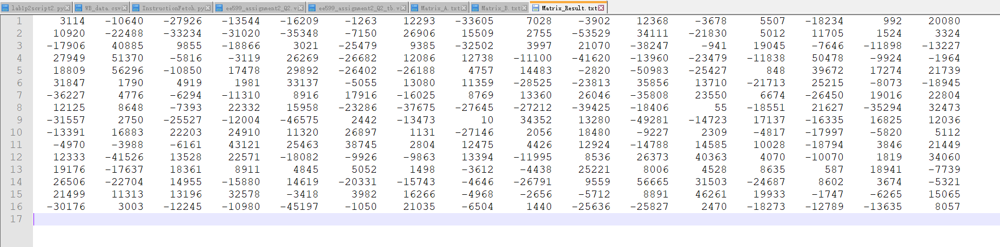 lab1p2script2.py WB_data.csv InstructionFetch.py ee599_assignment2_Q2.v ee599_assignment2_Q2_tb.v Matrix_A.txt Matrix_B.txt Matrix_Result.txt
1 3114 -10640 -27926 -13544 -16209 -1263 12293 -33605 7028 -3902 12368 -3678 5507 -18234 992 20080
2 10920 -22488 -33234 -31020 -35348 -7150 26906 15509 2755 -53529 34111 -21830 5012 11705 1524 3324
3 -17906 40885 9855 -18866 3021 -25479 9385 -32502 3997 21070 -38247 -941 19045 -7646 -11898 -13227
4 27949 51370 -5816 -3119 26269 -26682 12086 12738 -11100 -41620 -13960 -23479 -11838 50478 -9924 -1964
5 18809 56296 -10850 17478 29892 -26402 -26188 4757 14483 -2820 -50983 -25427 848 39672 17274 21739
6 31847 1790 4919 1981 33137 -5055 13080 11359 -28525 -23813 35856 13710 -21713 25215 -8073 -18945
7 -36227 4776 -6294 -11310 8916 17916 -16025 8769 13360 26046 -35808 23550 6674 -26450 19016 22804
8 12125 8648 -7393 22332 15958 -23286 -37675 -27645 -27212 -39425 -18406 55 -18551 21627 -35294 32473
9 -31557 2750 -25527 -12004 -46575 2442 -13473 10 34352 13280 -49281 -14723 17137 -16335 16825 12036
10 -13391 16883 22203 24910 11320 26897 1131 -27146 2056 18480 -9227 2309 -4817 -17997 -5820 5112
11 -4970 -3988 -6161 43121 25463 38745 2804 12475 4426 12924 -14788 14585 10028 -18794 3846 21449
12 12333 -41526 13528 22571 -18082 -9926 -9863 13394 -11995 8536 26373 40363 4070 -10070 1819 34060
13 19176 -17637 18361 8911 4845 5052 1498 -3612 -4438 25221 8006 4528 8635 587 18941 -7739
14 26506 -22704 14955 -15880 14619 -20331 -15743 -4646 -26791 9559 56665 31503 -24687 8602 3674 -5321
15 21499 11313 13196 32578 -3418 3982 16266 -4968 -2656 -5712 8891 46261 19933 -1747 -6265 15065
16 -30176 3003 -12245 -10980 -45197 -1050 21035 -6504 1440 -25636 -25827 2470 -18273 -12789 -13635 8057
17